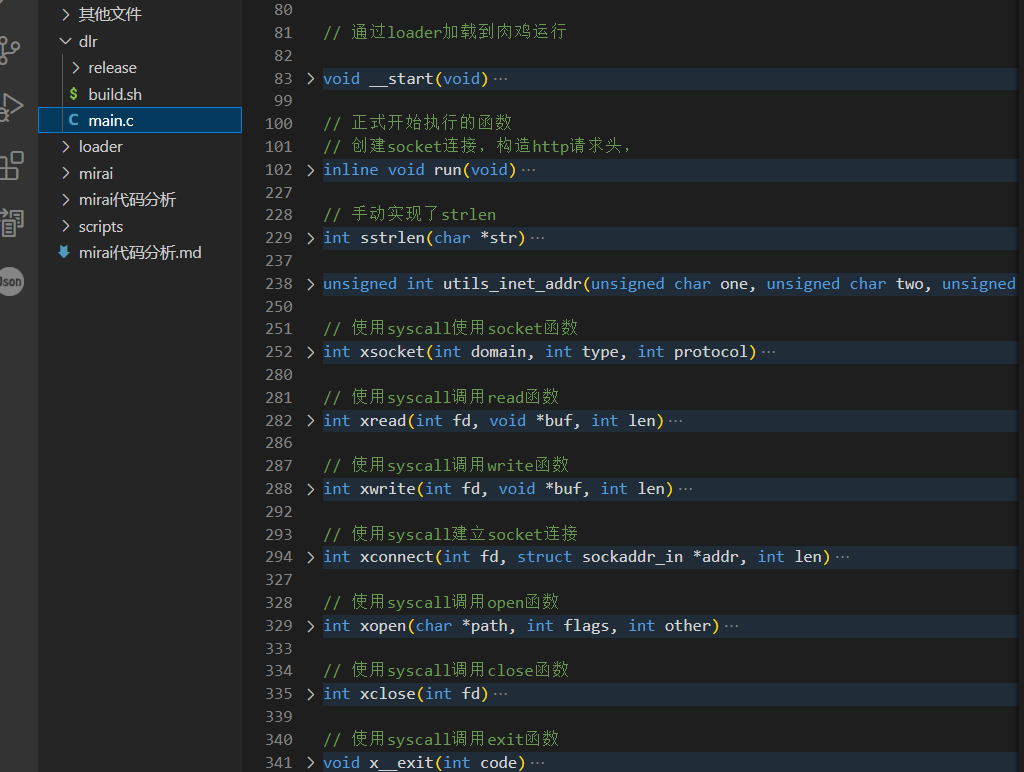 其他文件
dlr
release
$ build.sh
C main.c
loader
mirai
mirai代码分析
scripts
mirai代码分析.md
Json
80
81 // 通过loader加载到肉鸡运行
82
83 void __start(void) ···
99
100 // 正式开始执行的函数
101 // 创建socket连接，构造http请求头，
102 inline void run(void) ···
227
228 // 手动实现了strlen
229 int sstrlen(char *str) ···
237
238 unsigned int utils_inet_addr(unsigned char one, unsigned char two, unsigned
250
251 // 使用syscall使用socket函数
252 int xsocket(int domain, int type, int protocol) ···
280
281 // 使用syscall调用read函数
282 int xread(int fd, void *buf, int len) ···
286
287 // 使用syscall调用write函数
288 int xwrite(int fd, void *buf, int len) ···
292
293 // 使用syscall建立socket连接
294 int xconnect(int fd, struct sockaddr_in *addr, int len) ···
327
328 // 使用syscall调用open函数
329 int xopen(char *path, int flags, int other) ···
333
334 // 使用syscall调用close函数
335 int xclose(int fd) ···
339
340 // 使用syscall调用exit函数
341 void x__exit(int code) ···